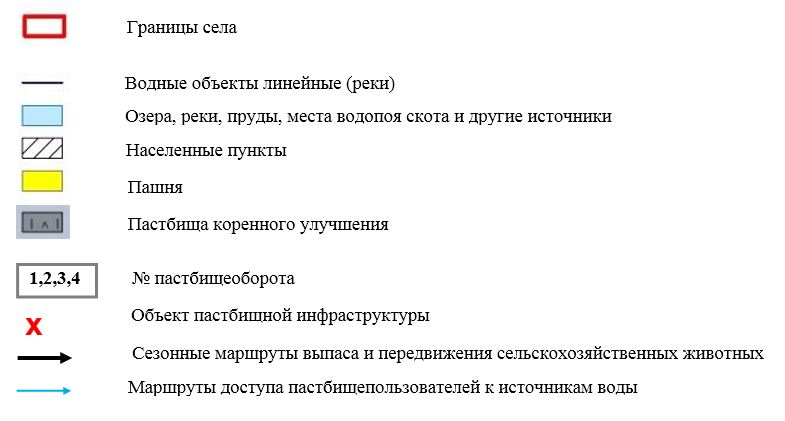 Границы села
Водные объекты линейные (реки)
Озера, реки, пруды, места водопоя скота и другие источники
Населенные пункты
Пашня
Пастбища коренного улучшения
1,2,3,4 № пастбищеоборота
X Объект пастбищной инфраструктуры
Сезонные маршруты выпаса и передвижения сельскохозяйственных животных
Маршруты доступа пастбищепользователей к источникам воды